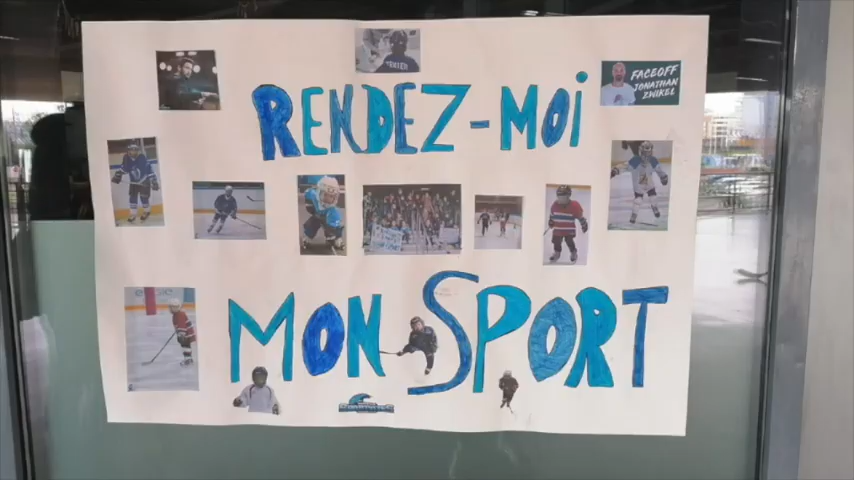 RENDEZ-MOI
FACEOFF
JONATHAN
ZWIKEL
MON SPORT